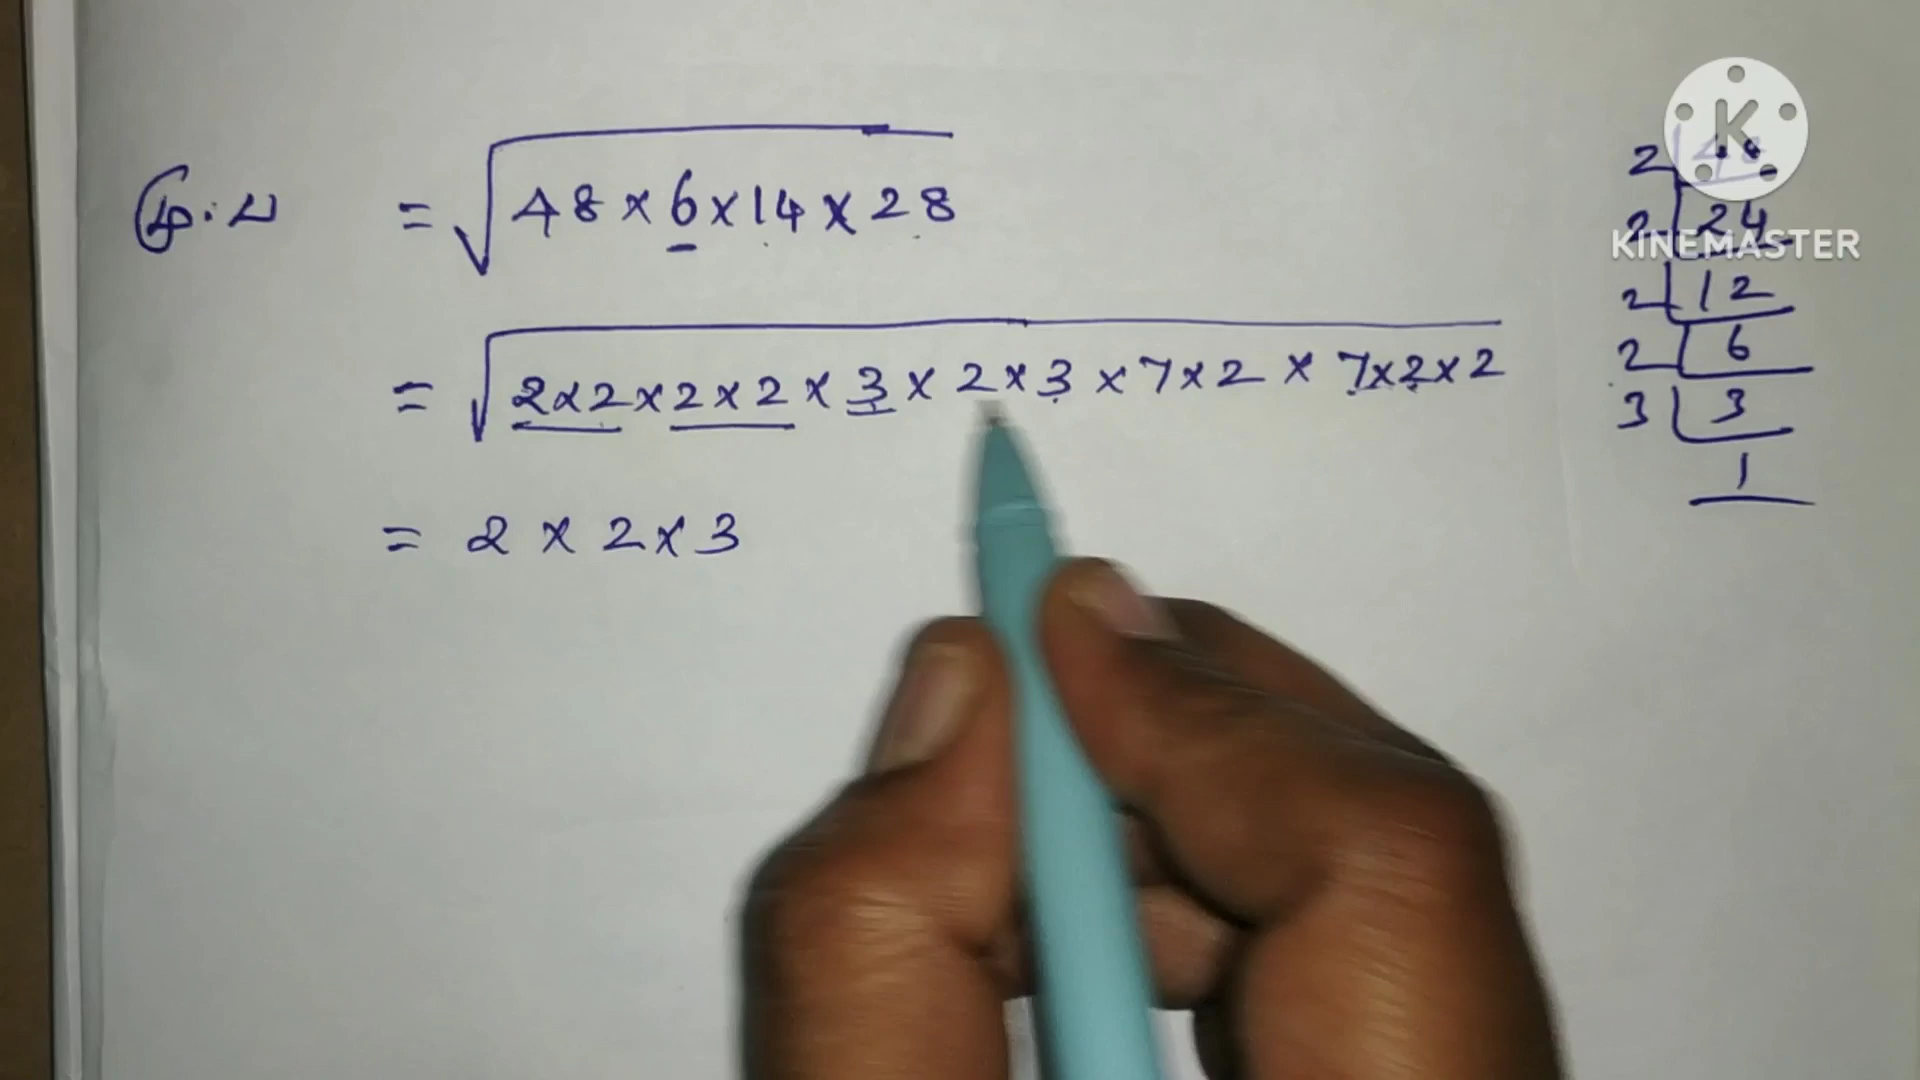 = √48 × 6 × 14 × 28
= √2 × 2 × 2 × 2 × 3 × 2 × 3 × 7 × 2 × 7 × 2 × 2
= 2 × 2 × 3
2
2 24
2 12
2 6
3 3
1
K
KINEMASTER